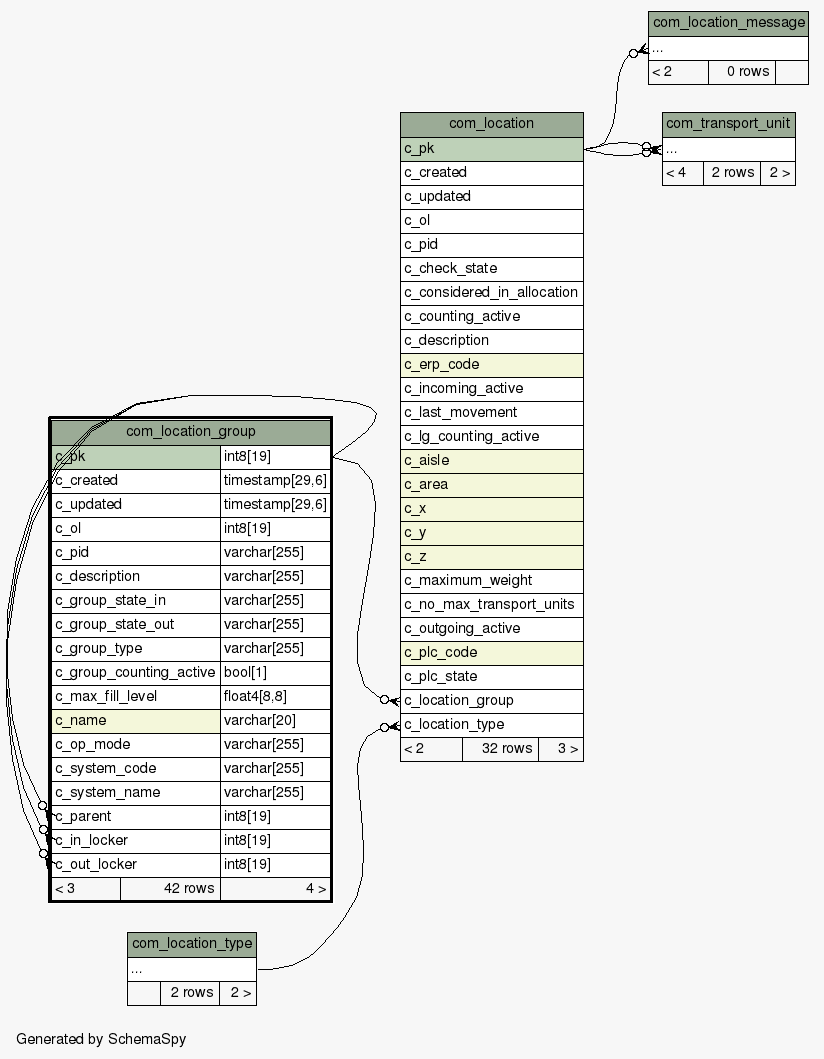 com_location_message
...
< 2 0 rows
com_transport_unit
...
< 4 2 rows 2 >
com_location
c_pk
c_created
c_updated
c_ol
c_pid
c_check_state
c_considered_in_allocation
c_counting_active
c_description
c_erp_code
c_incoming_active
c_last_movement
c_lg_counting_active
c_aisle
c_area
c_x
c_y
c_z
c_maximum_weight
c_no_max_transport_units
c_outgoing_active
c_plc_code
c_plc_state
c_location_group
c_location_type
< 2 32 rows 3 >
com_location_group
c_pk int8[19]
c_created timestamp[29,6]
c_updated timestamp[29,6]
c_ol int8[19]
c_pid varchar[255]
c_description varchar[255]
c_group_state_in varchar[255]
c_group_state_out varchar[255]
c_group_type varchar[255]
c_group_counting_active bool[1]
c_max_fill_level float4[8,8]
c_name varchar[20]
c_op_mode varchar[255]
c_system_code varchar[255]
c_system_name varchar[255]
c_parent int8[19]
c_in_locker int8[19]
c_out_locker int8[19]
< 3 42 rows 4 >
com_location_type
...
2 rows 2 >
Generated by SchemaSpy